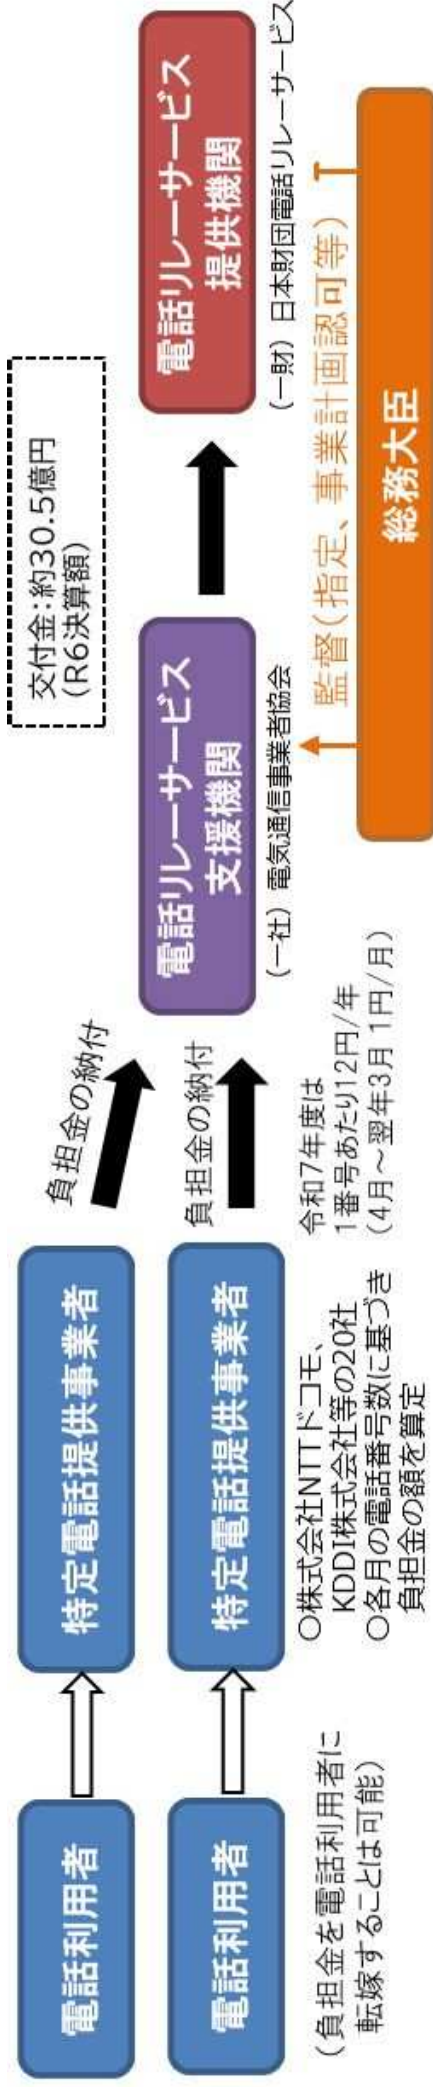 電話利用者
電話利用者
(負担金を電話利用者に
転嫁することは可能)
特定電話提供事業者
特定電話提供事業者
○株式会社NTTドコモ、
KDDI株式会社等の20社
○各月の電話番号数に基づき
負担金の額を算定
負担金の納付
負担金の納付
令和7年度は
1番号あたり12円/年
(4月~翌年3月 1円/月)
電話リレーサービス
支援機関
(一社) 電気通信事業者協会
交付金:約30.5億円
(R6決算額)
電話リレーサービス
提供機関
(一財) 日本財団電話リレーサービス
監督(指定、事業計画認可等)
総務大臣